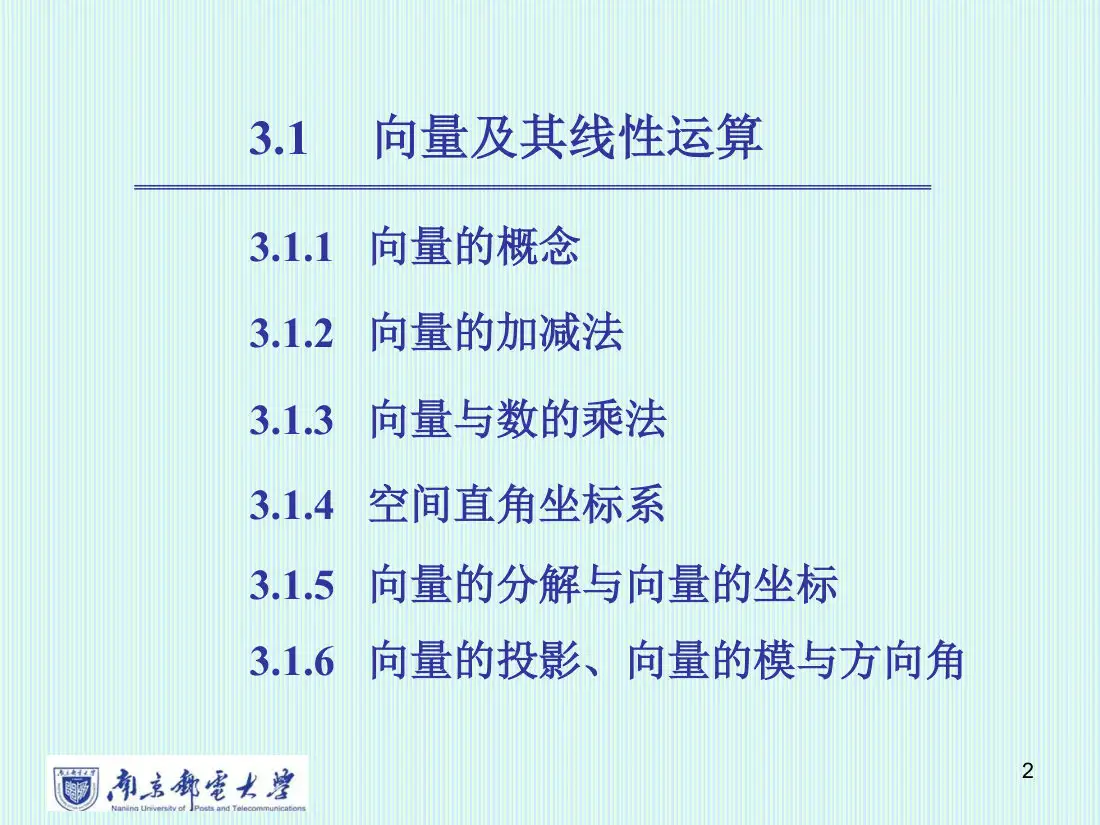 3.1 向量及其线性运算
3.1.1 向量的概念
3.1.2 向量的加减法
3.1.3 向量与数的乘法
3.1.4 空间直角坐标系
3.1.5 向量的分解与向量的坐标
3.1.6 向量的投影、向量的模与方向角
南京郵電大学
Nanjing University of Posts and Telecommunications
2